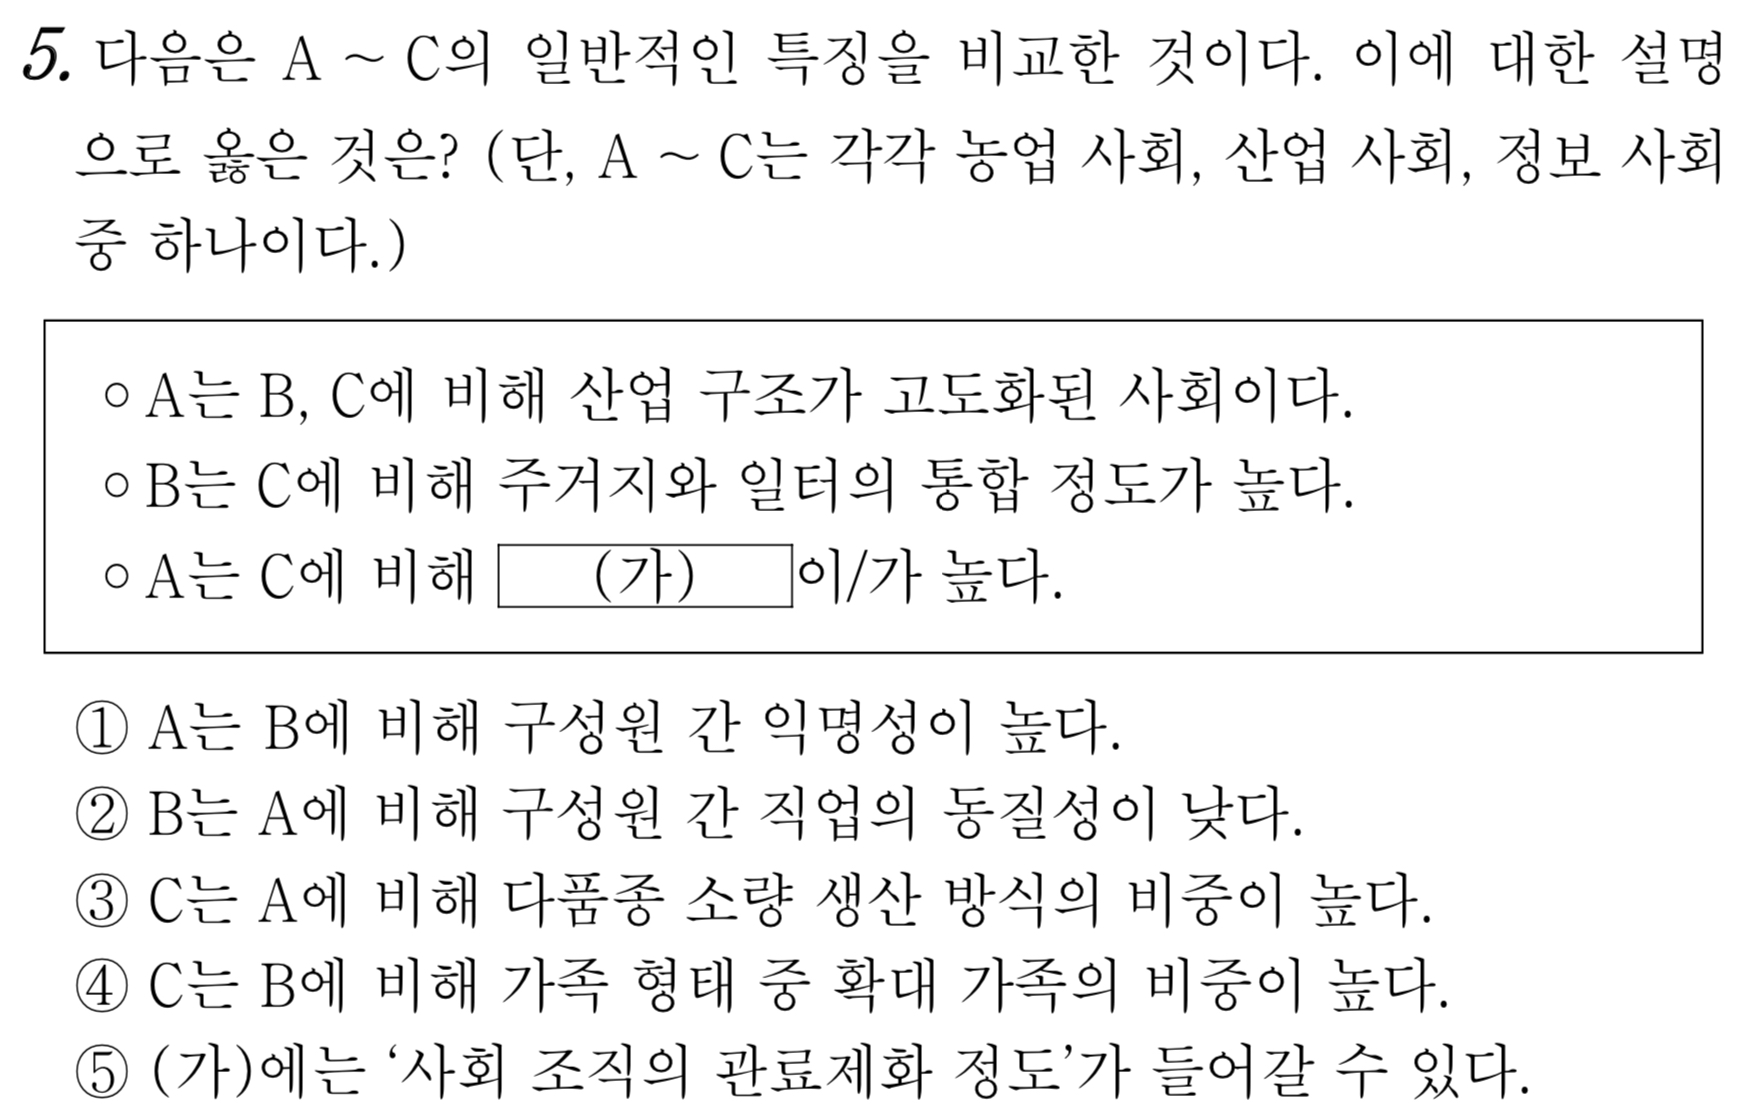 5. 다음은 A ~ C의 일반적인 특징을 비교한 것이다. 이에 대한 설명
으로 옳은 것은? (단, A ~ C는 각각 농업 사회, 산업 사회, 정보 사회
중 하나이다.)
○ A는 B, C에 비해 산업 구조가 고도화된 사회이다.
○ B는 C에 비해 주거지와 일터의 통합 정도가 높다.
○ A는 C에 비해 (가) 이/가 높다.
① A는 B에 비해 구성원 간 익명성이 높다.
② B는 A에 비해 구성원 간 직업의 동질성이 낮다.
③ C는 A에 비해 다품종 소량 생산 방식의 비중이 높다.
④ C는 B에 비해 가족 형태 중 확대 가족의 비중이 높다.
⑤ (가)에는 ‘사회 조직의 관료제화 정도’가 들어갈 수 있다.